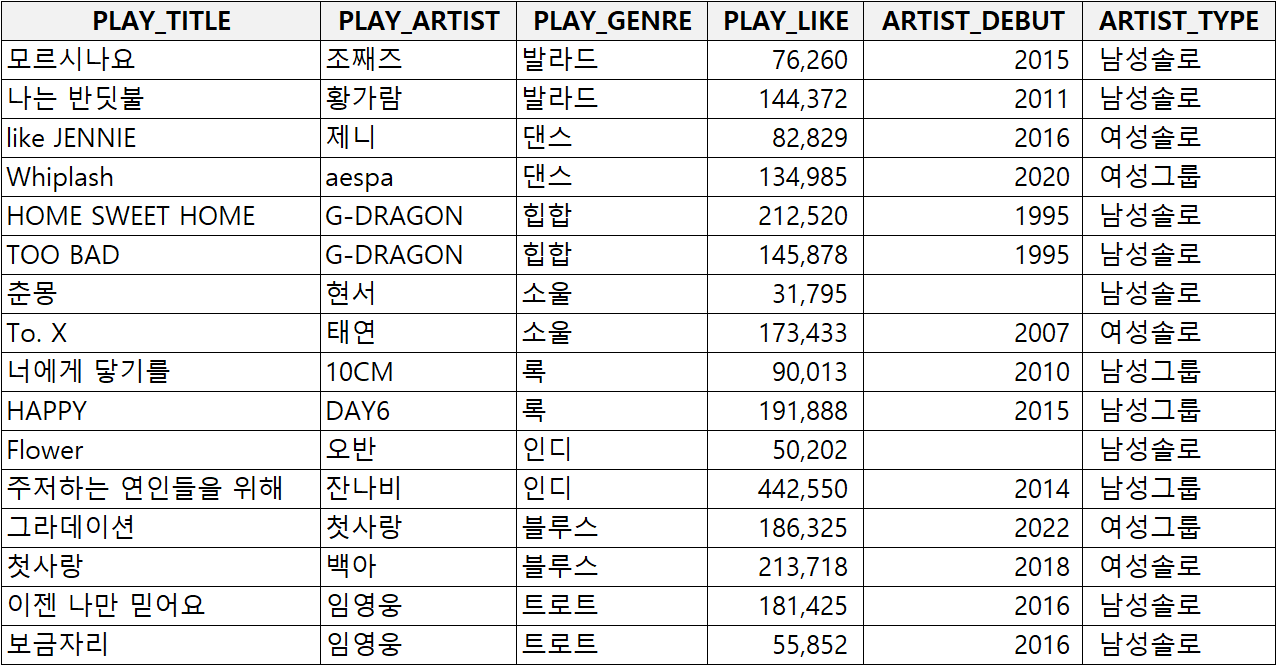 PLAY_TITLE PLAY_ARTIST PLAY_GENRE PLAY_LIKE ARTIST_DEBUT ARTIST_TYPE
모르시나요 조째즈 발라드 76,260 2015 남성솔로
나는 반딧불 황가람 발라드 144,372 2011 남성솔로
like JENNIE 제니 댄스 82,829 2016 여성솔로
Whiplash aespa 댄스 134,985 2020 여성그룹
HOME SWEET HOME G-DRAGON 힙합 212,520 1995 남성솔로
TOO BAD G-DRAGON 힙합 145,878 1995 남성솔로
춘몽 현서 소울 31,795 남성솔로
To. X 태연 소울 173,433 2007 여성솔로
너에게 닿기를 10CM 록 90,013 2010 남성그룹
HAPPY DAY6 록 191,888 2015 남성그룹
Flower 오반 인디 50,202 남성솔로
주저하는 연인들을 위해 잔나비 인디 442,550 2014 남성그룹
그라데이션 첫사랑 블루스 186,325 2022 여성그룹
첫사랑 백아 블루스 213,718 2018 여성솔로
이젠 나만 믿어요 임영웅 트로트 181,425 2016 남성솔로
보금자리 임영웅 트로트 55,852 2016 남성솔로